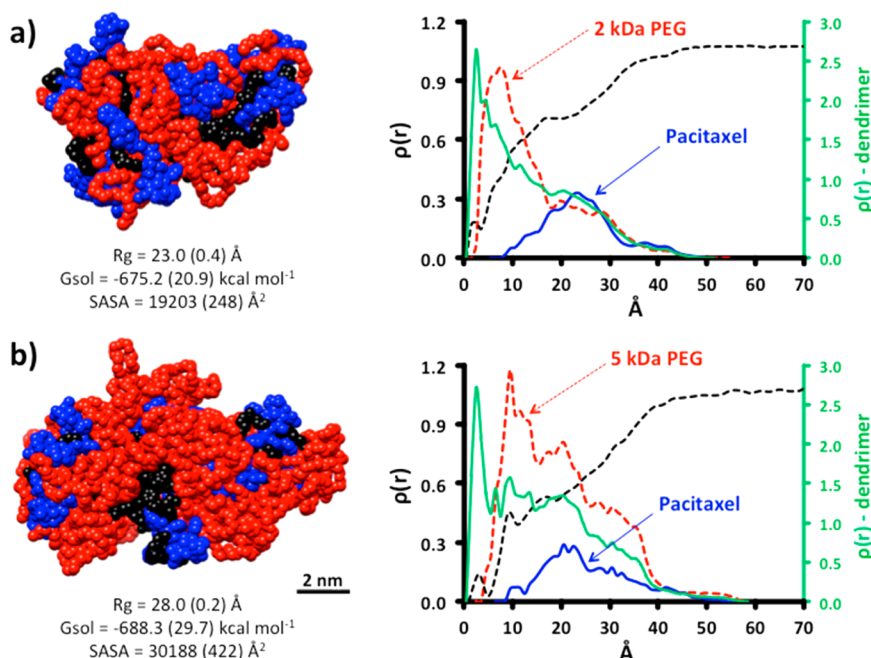 a)
Rg = 23.0 (0.4) Å
Gsol = -675.2 (20.9) kcal mol⁻¹
SASA = 19203 (248) Å²
2 kDa PEG
Pacitaxel
ρ(r)
1.2
0.9
0.6
0.3
0.0
0 10 20 30 40 50 60 70
Å
3.0
2.5
2.0
1.5
1.0
0.5
0.0
ρ(r) - dendrimer
b)
2 nm
Rg = 28.0 (0.2) Å
Gsol = -688.3 (29.7) kcal mol⁻¹
SASA = 30188 (422) Å²
5 kDa PEG
Pacitaxel
ρ(r)
1.2
0.9
0.6
0.3
0.0
0 10 20 30 40 50 60 70
Å
3.0
2.5
2.0
1.5
1.0
0.5
0.0
ρ(r) - dendrimer